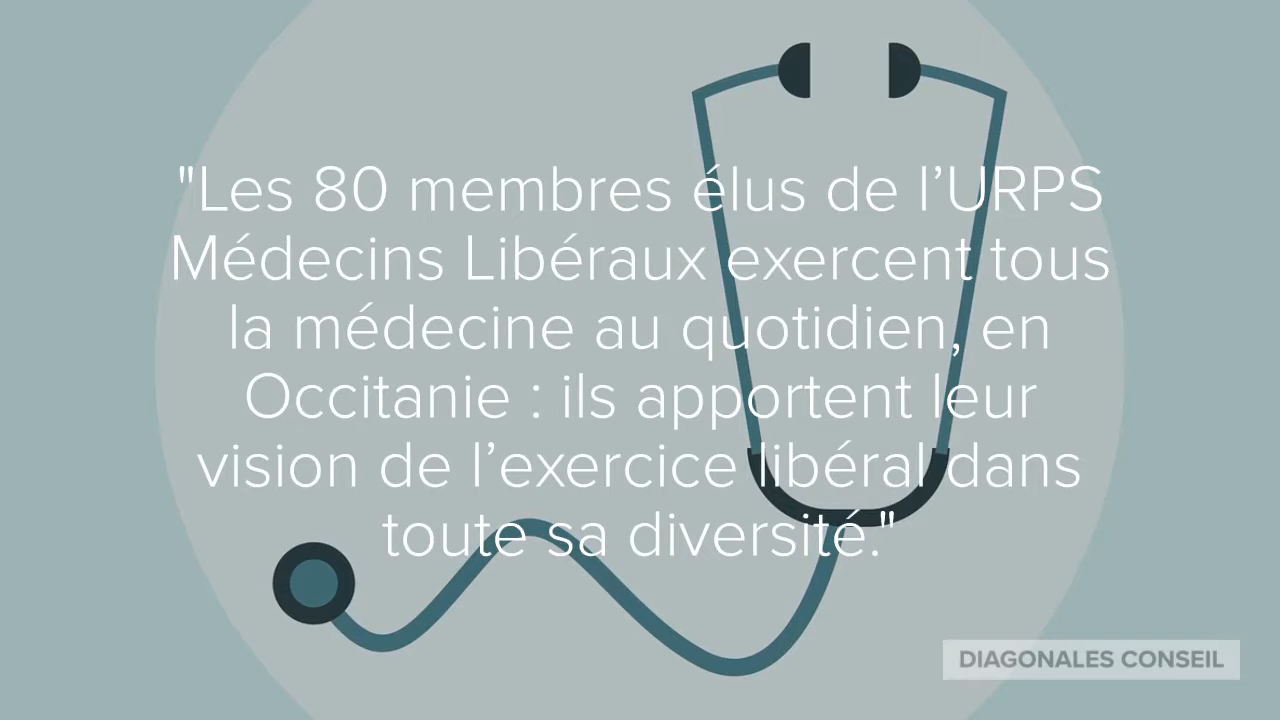 "Les 80 membres élus de l’URPS
Médecins Libéraux exercent tous
la médecine au quotidien, en
Occitanie : ils apportent leur
vision de l’exercice libéral dans
toute sa diversité."
DIAGONALES CONSEIL